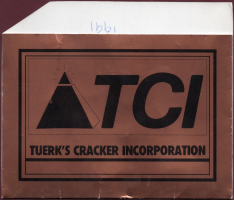 1991
TCI
TUERK'S CRACKER INCORPORATION